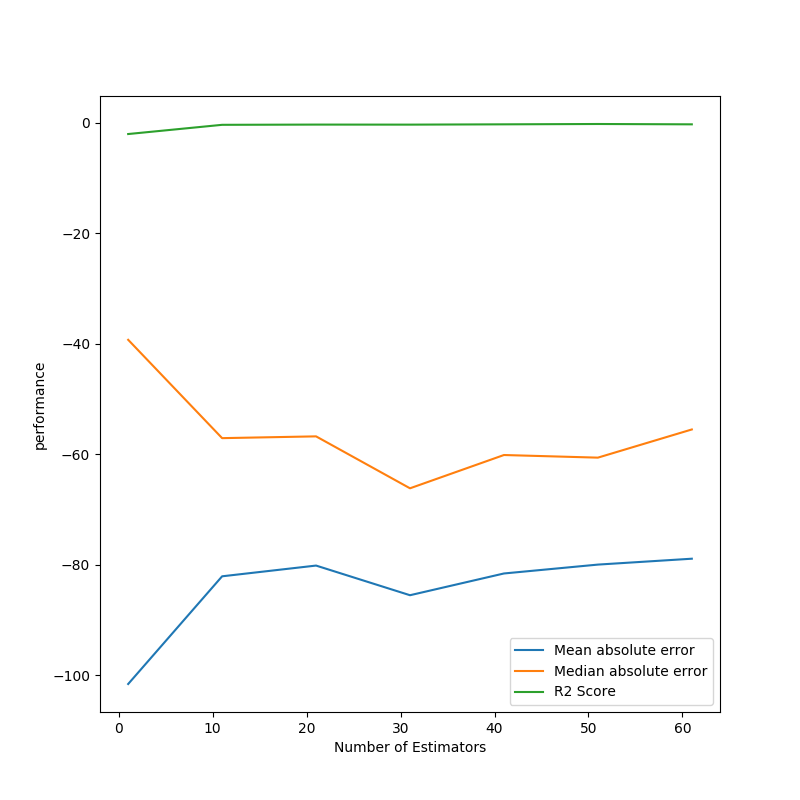 0
−20
−40
−60
−80
−100
performance
0 10 20 30 40 50 60
Number of Estimators
Mean absolute error
Median absolute error
R2 Score